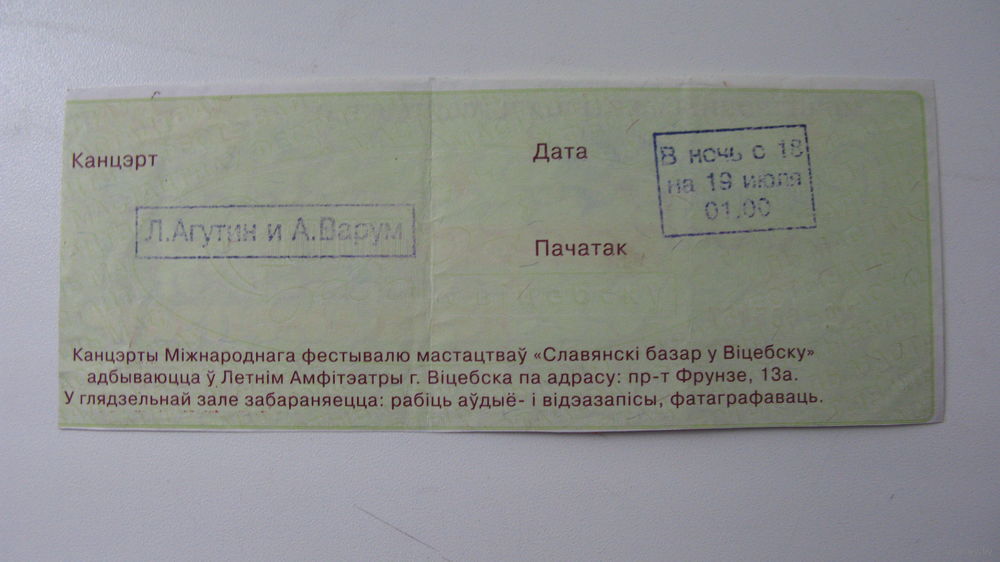 Канцэрт
Л.Агутин и А.Варум
Дата
В ночь с 18
на 19 июля
01.00
Пачатак
Канцэрты Міжнароднага фестывалю мастацтваў «Славянскі базар у Віцебску»
адбываюцца ў Летнім Амфітэатры г. Віцебска па адрасу: пр-т Фрунзе, 13а.
У глядзельнай зале забараняецца: рабіць аўдыё- і відэазапісы, фатаграфаваць.